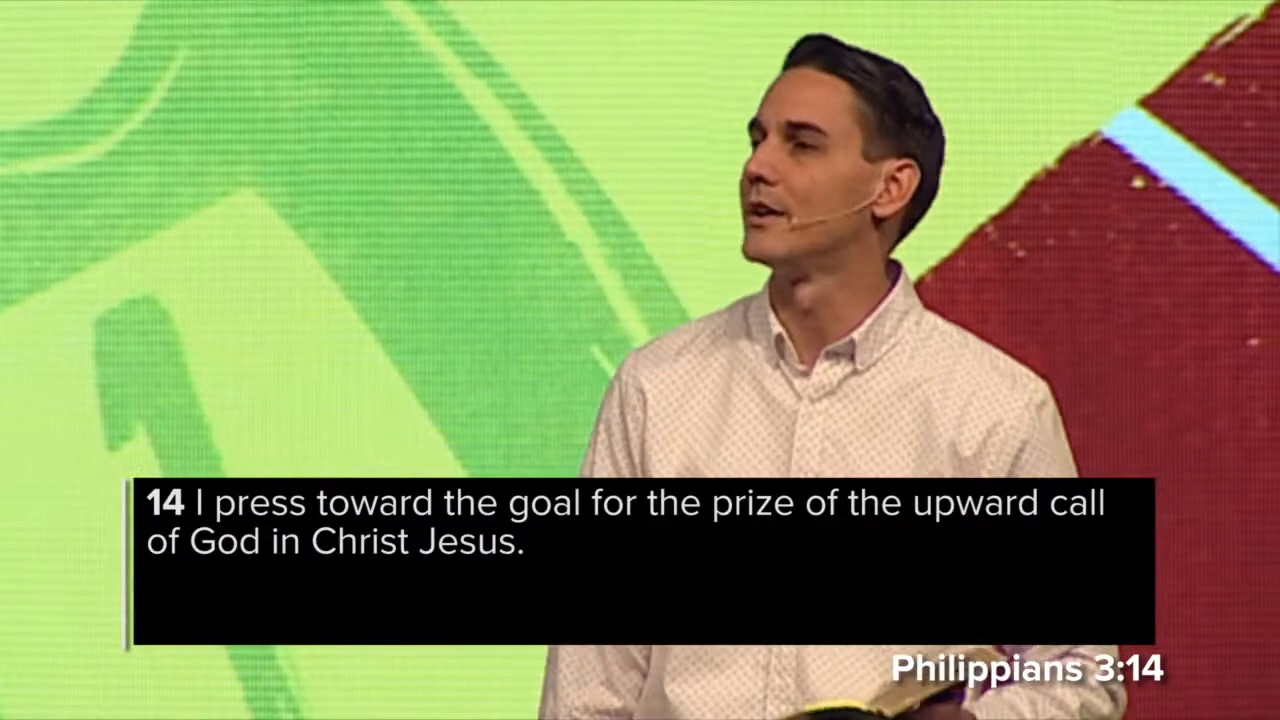 14 I press toward the goal for the prize of the upward call
of God in Christ Jesus.
Philippians 3:14